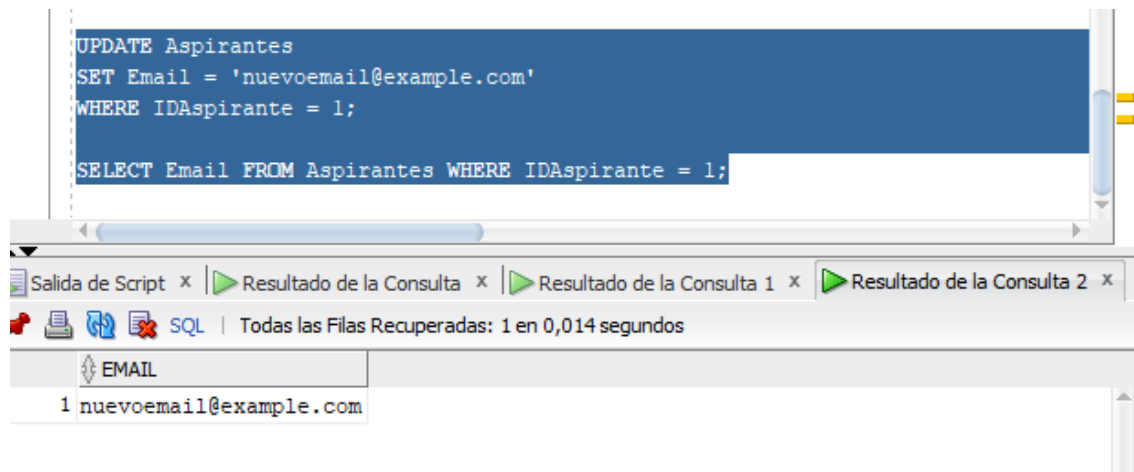 UPDATE Aspirantes
SET Email = 'nuevoemail@example.com'
WHERE IDAspirante = 1;
SELECT Email FROM Aspirantes WHERE IDAspirante = 1;
Salida de Script x Resultado de la Consulta x Resultado de la Consulta 1 x Resultado de la Consulta 2 x
SQL | Todas las Filas Recuperadas: 1 en 0,014 segundos
EMAIL
1 nuevoemail@example.com